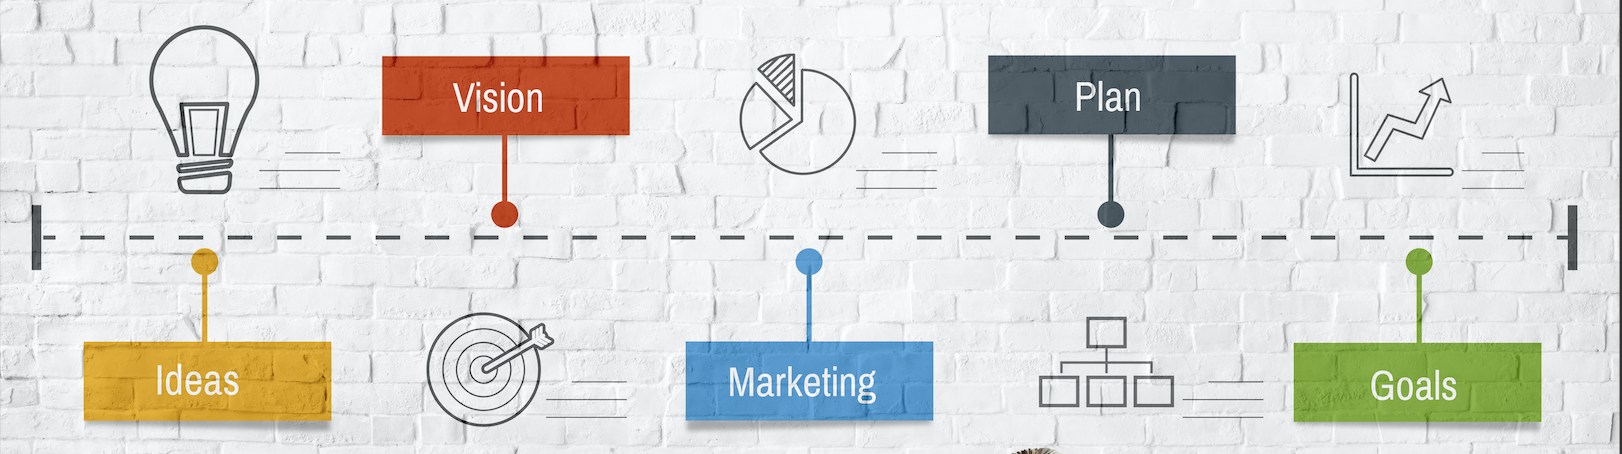 Ideas
Vision
Marketing
Plan
Goals